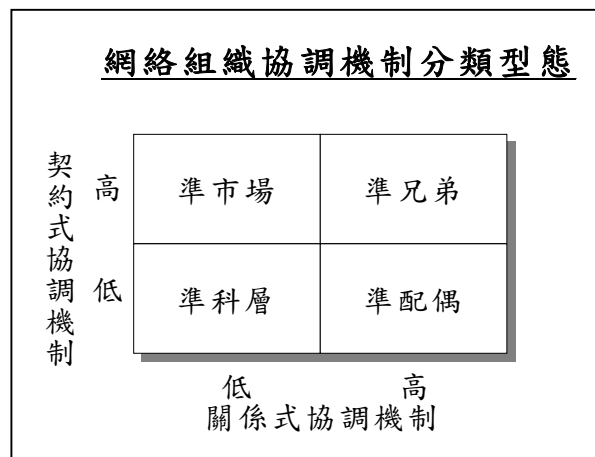 網絡組織協調機制分類型態
契約式協調機制
高
準市場
準兄弟
低
準科層
準配偶
低
高
關係式協調機制